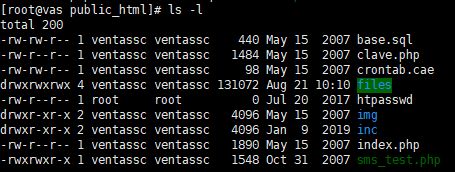 [root@vas public_html]# ls -l
total 200
-rw-rw-r-- 1 ventassc ventassc    440 May 15  2007 base.sql
-rw-r--r-- 1 ventassc ventassc   1484 May 15  2007 clave.php
-rw-rw-r-- 1 ventassc ventassc     98 May 15  2007 crontab.cae
drwxrwxrwx 4 ventassc ventassc 131072 Aug 21 10:10 files
-rw-r--r-- 1 root     root          0 Jul 20  2017 htpasswd
drwxr-xr-x 2 ventassc ventassc   4096 May 15  2007 img
drwxr-xr-x 2 ventassc ventassc   4096 Jan  9  2019 inc
-rw-rw-r-- 1 ventassc ventassc   1890 May 15  2007 index.php
-rwxrwxr-x 1 ventassc ventassc   1548 Oct 31  2007 sms_test.php